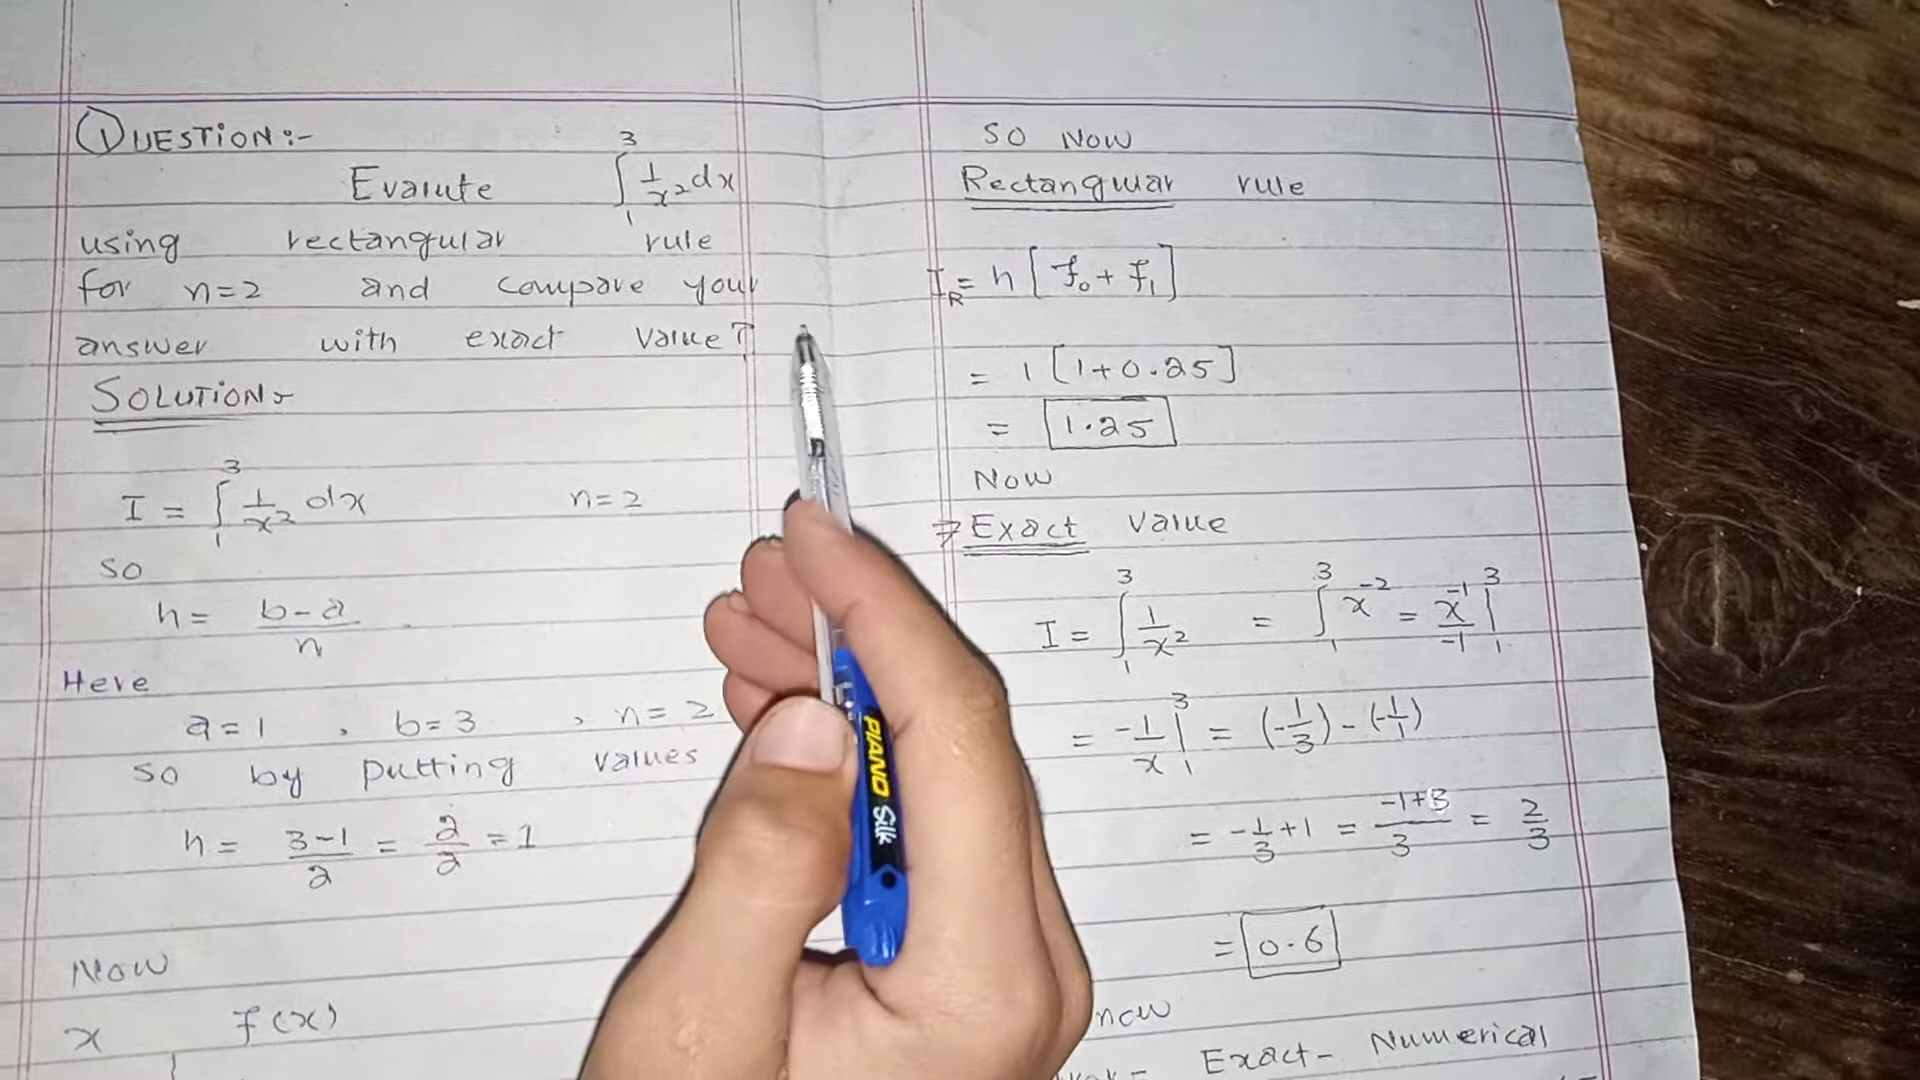 QUESTION:-
Evalute ∫₁³ 1/x² dx
using rectangular rule
for n=2 and compare your
answer with exact value?
SOLUTION:-
I = ∫₁³ 1/x² dx n=2
so
h = b-a/n
Here
a=1 , b=3 , n=2
so by putting values
h = 3-1/2 = 2/2 = 1
Now
x f(x)
SO NOW
Rectangular rule
I_R = h [f₀ + f₁]
= 1 [1+0.25]
= 1.25
Now
⇒ Exact value
I = ∫₁³ 1/x² = ∫₁³ x⁻² = x⁻¹/-1 |₁³
= -1/x |₁³ = (-1/3) - (-1/1)
= -1/3 + 1 = -1+3/3 = 2/3
= 0.6
now
Exact - Numerical
PIANO Silk